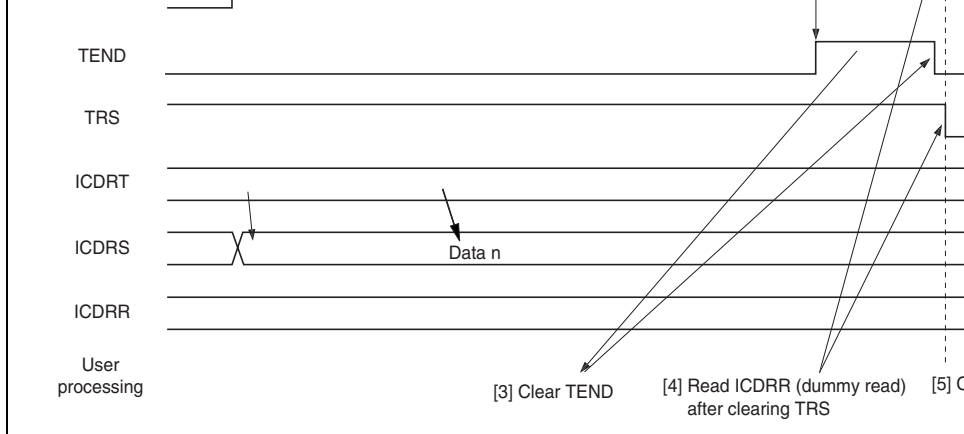 TEND
TRS
ICDRT
ICDRS
Data n
ICDRR
User
processing
[3] Clear TEND
[4] Read ICDRR (dummy read)
after clearing TRS
[5] C